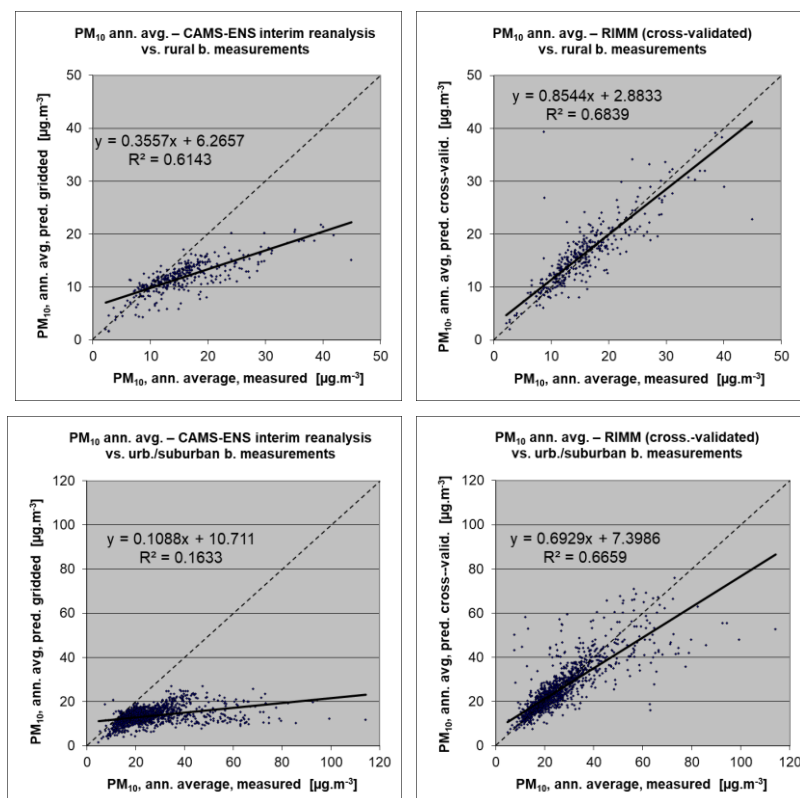 PM₁₀ ann. avg. – CAMS-ENS interim reanalysis
vs. rural b. measurements
PM₁₀, ann. avg, pred. gridded [µg.m⁻³]
50
40
30
20
10
0
y = 0.3557x + 6.2657
R² = 0.6143
0 10 20 30 40 50
PM₁₀, ann. average, measured [µg.m⁻³]
PM₁₀ ann. avg. – RIMM (cross-validated)
vs. rural b. measurements
PM₁₀, ann. avg, pred. cross-valid. [µg.m⁻³]
50
40
30
20
10
0
y = 0.8544x + 2.8833
R² = 0.6839
0 10 20 30 40 50
PM₁₀, ann. average, measured [µg.m⁻³]
PM₁₀ ann. avg. – CAMS-ENS interim reanalysis
vs. urb./suburban b. measurements
PM₁₀, ann. avg, pred. gridded [µg.m⁻³]
120
100
80
60
40
20
0
y = 0.1088x + 10.711
R² = 0.1633
0 20 40 60 80 100 120
PM₁₀, ann. average, measured [µg.m⁻³]
PM₁₀ ann. avg. – RIMM (cross.-validated)
vs. urb./suburban b. measurements
PM₁₀, ann. avg, pred. cross--valid. [µg.m⁻³]
120
100
80
60
40
20
0
y = 0.6929x + 7.3986
R² = 0.6659
0 20 40 60 80 100 120
PM₁₀, ann. average, measured [µg.m⁻³]